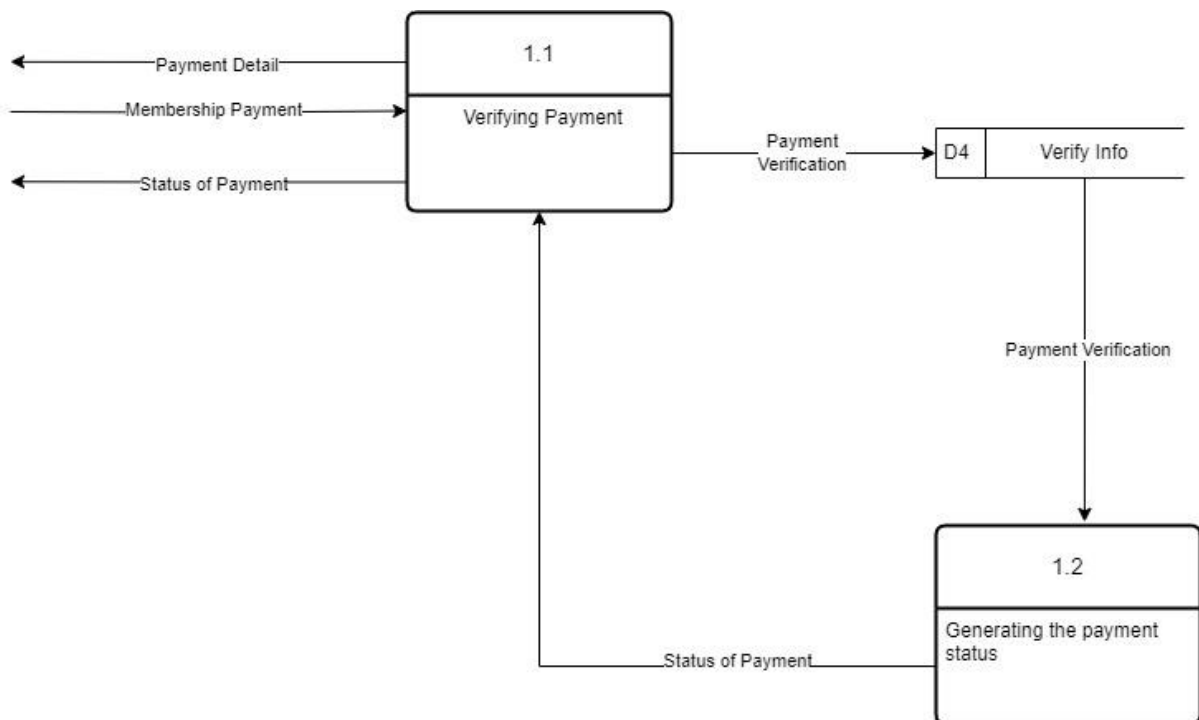 1.1
Payment Detail
Membership Payment
Verifying Payment
Status of Payment
Payment
Verification
D4
Verify Info
Payment Verification
1.2
Generating the payment
status
Status of Payment